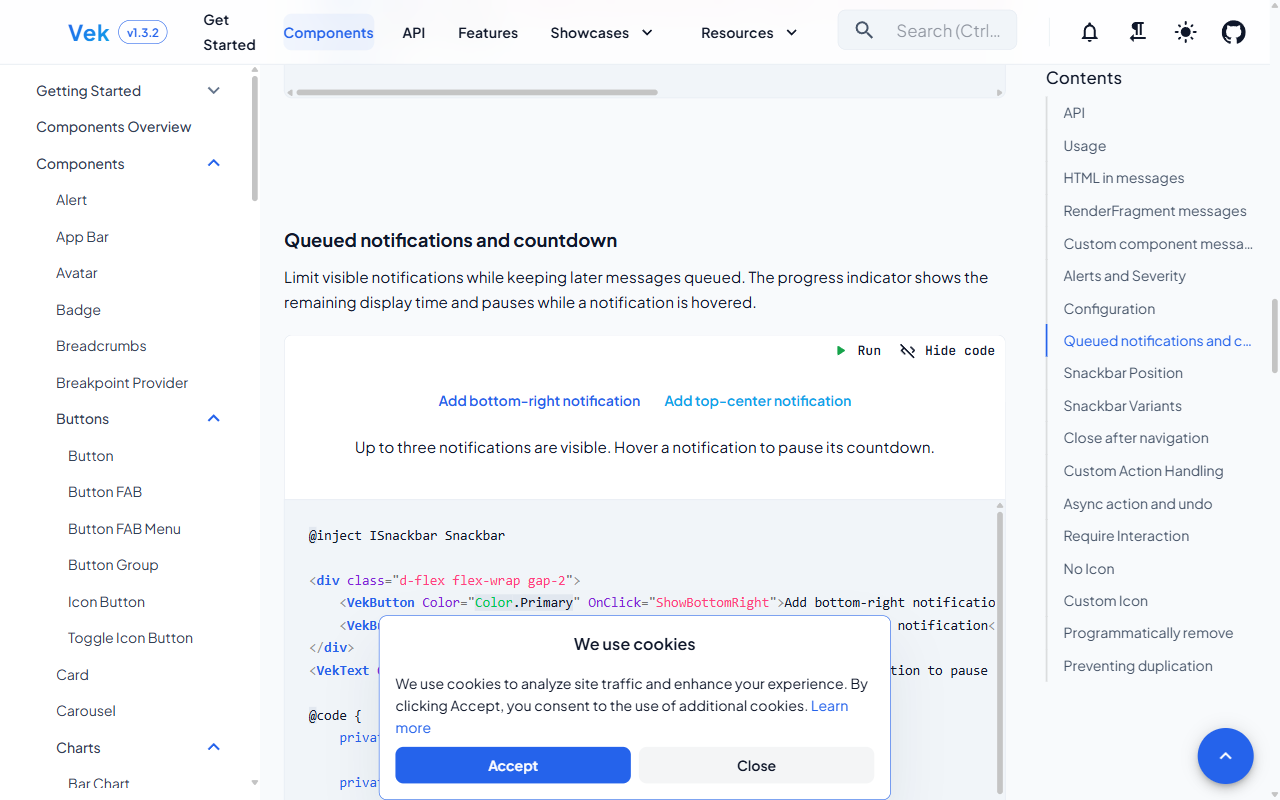 Vek
v1.3.2
Get Started
Components
API
Features
Showcases
Resources
Search (Ctrl...
Getting Started
Components Overview
Components
Alert
App Bar
Avatar
Badge
Breadcrumbs
Breakpoint Provider
Buttons
Button
Button FAB
Button FAB Menu
Button Group
Icon Button
Toggle Icon Button
Card
Carousel
Charts
Bar Chart
Queued notifications and countdown
Limit visible notifications while keeping later messages queued. The progress indicator shows the
remaining display time and pauses while a notification is hovered.
Run
Hide code
Add bottom-right notification
Add top-center notification
Up to three notifications are visible. Hover a notification to pause its countdown.
@inject ISnackbar Snackbar
<div class="d-flex flex-wrap gap-2">
<VekButton Color="Color.Primary" OnClick="ShowBottomRight">Add bottom-right notificatio
<VekB
notification<
</div>
<VekText
tion to pause
@code {
priva
priva
We use cookies
We use cookies to analyze site traffic and enhance your experience. By
clicking Accept, you consent to the use of additional cookies. Learn
more
Accept
Close
Contents
API
Usage
HTML in messages
RenderFragment messages
Custom component messa...
Alerts and Severity
Configuration
Queued notifications and c...
Snackbar Position
Snackbar Variants
Close after navigation
Custom Action Handling
Async action and undo
Require Interaction
No Icon
Custom Icon
Programmatically remove
Preventing duplication